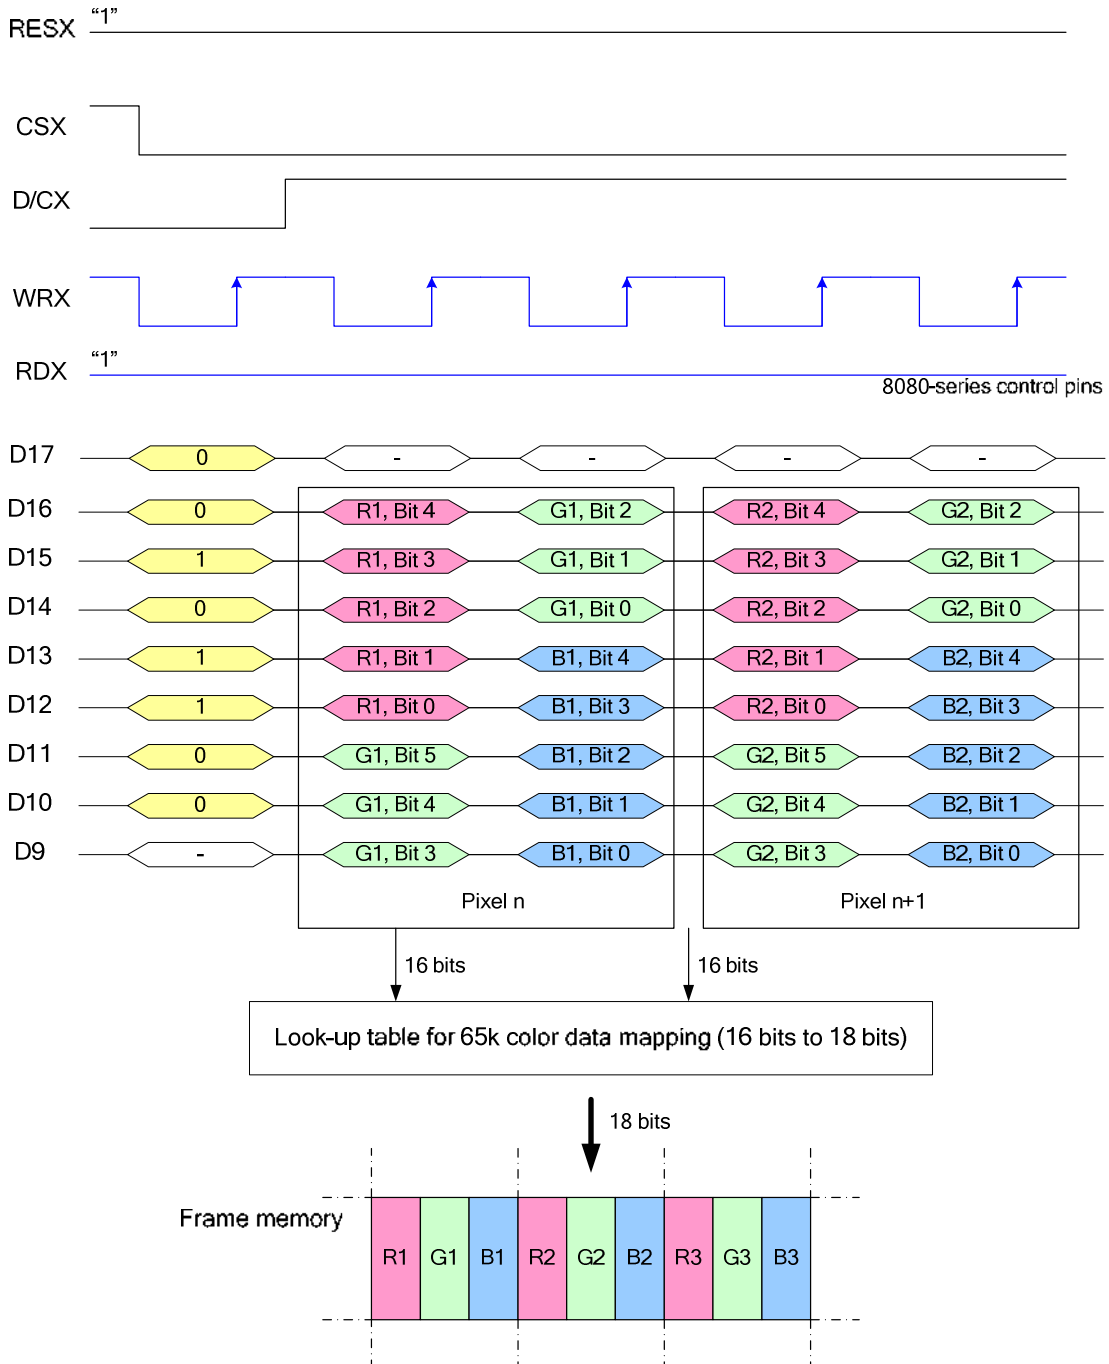 RESX “1”
CSX
D/CX
WRX
RDX “1”
8080-series control pins
D17 0 - - - -
D16 0 R1, Bit 4 G1, Bit 2 R2, Bit 4 G2, Bit 2
D15 1 R1, Bit 3 G1, Bit 1 R2, Bit 3 G2, Bit 1
D14 0 R1, Bit 2 G1, Bit 0 R2, Bit 2 G2, Bit 0
D13 1 R1, Bit 1 B1, Bit 4 R2, Bit 1 B2, Bit 4
D12 1 R1, Bit 0 B1, Bit 3 R2, Bit 0 B2, Bit 3
D11 0 G1, Bit 5 B1, Bit 2 G2, Bit 5 B2, Bit 2
D10 0 G1, Bit 4 B1, Bit 1 G2, Bit 4 B2, Bit 1
D9 - G1, Bit 3 B1, Bit 0 G2, Bit 3 B2, Bit 0
Pixel n Pixel n+1
16 bits 16 bits
Look-up table for 65k color data mapping (16 bits to 18 bits)
18 bits
Frame memory
R1 G1 B1 R2 G2 B2 R3 G3 B3